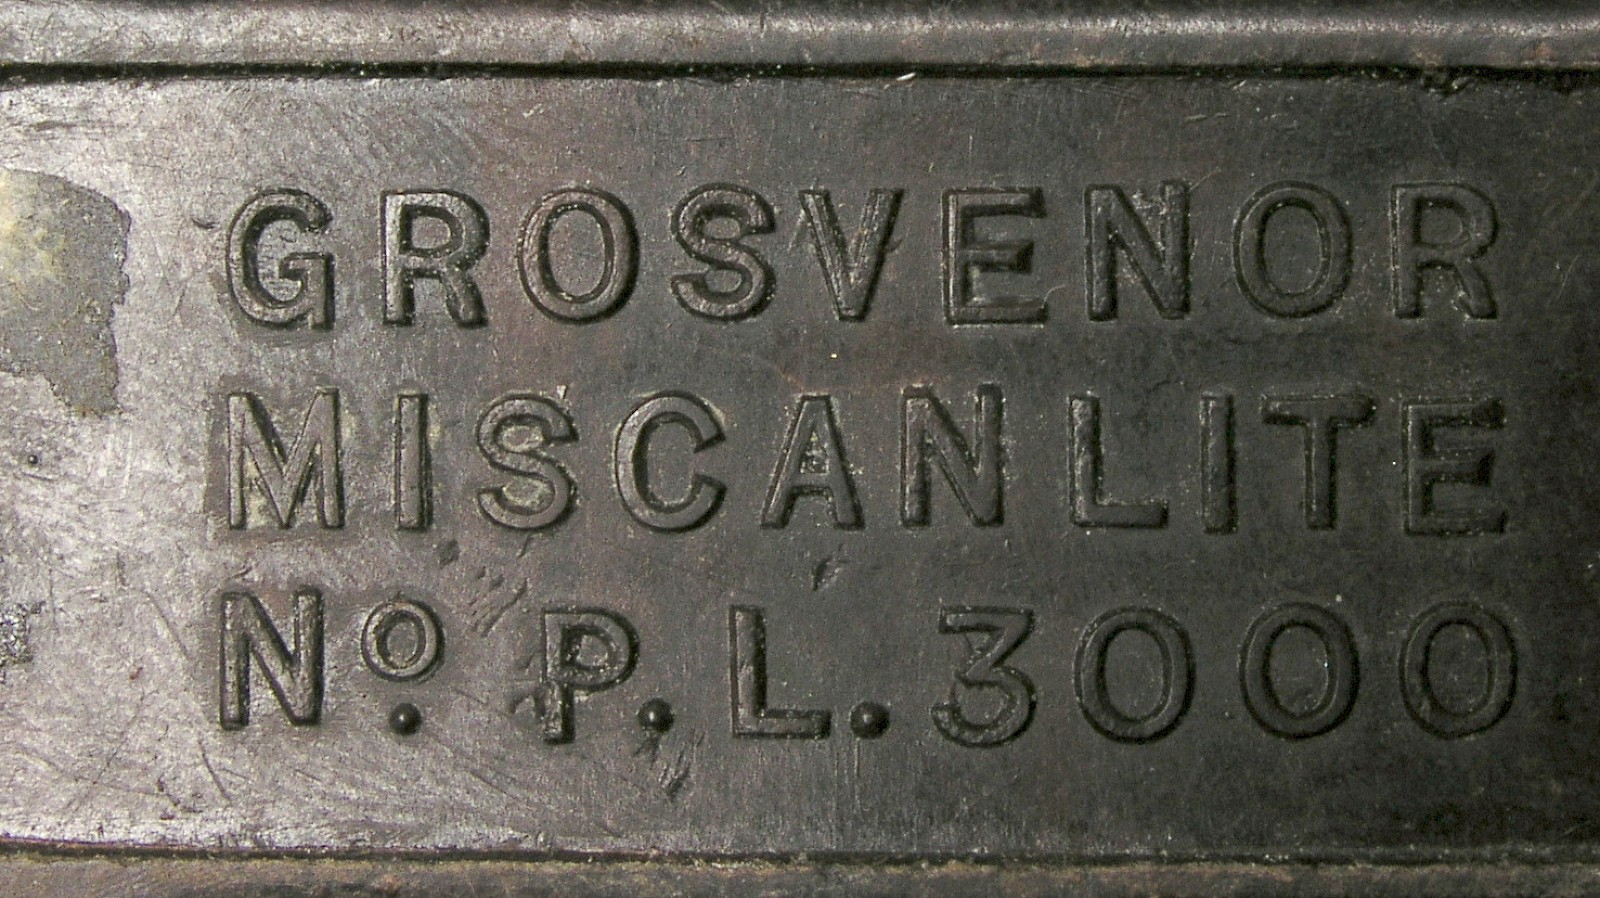 GROSVENOR
MISCANLITE
Nº. P.L.3000